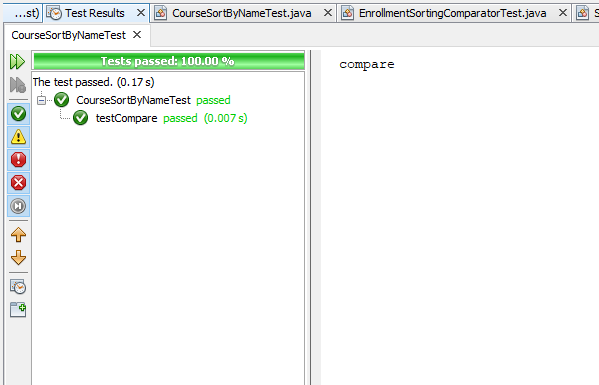 ...st) Test Results CourseSortByNameTest.java EnrollmentSortingComparatorTest.java S
CourseSortByNameTest
Tests passed: 100.00 %
The test passed. (0.17 s)
CourseSortByNameTest passed
testCompare passed (0.007 s)
compare